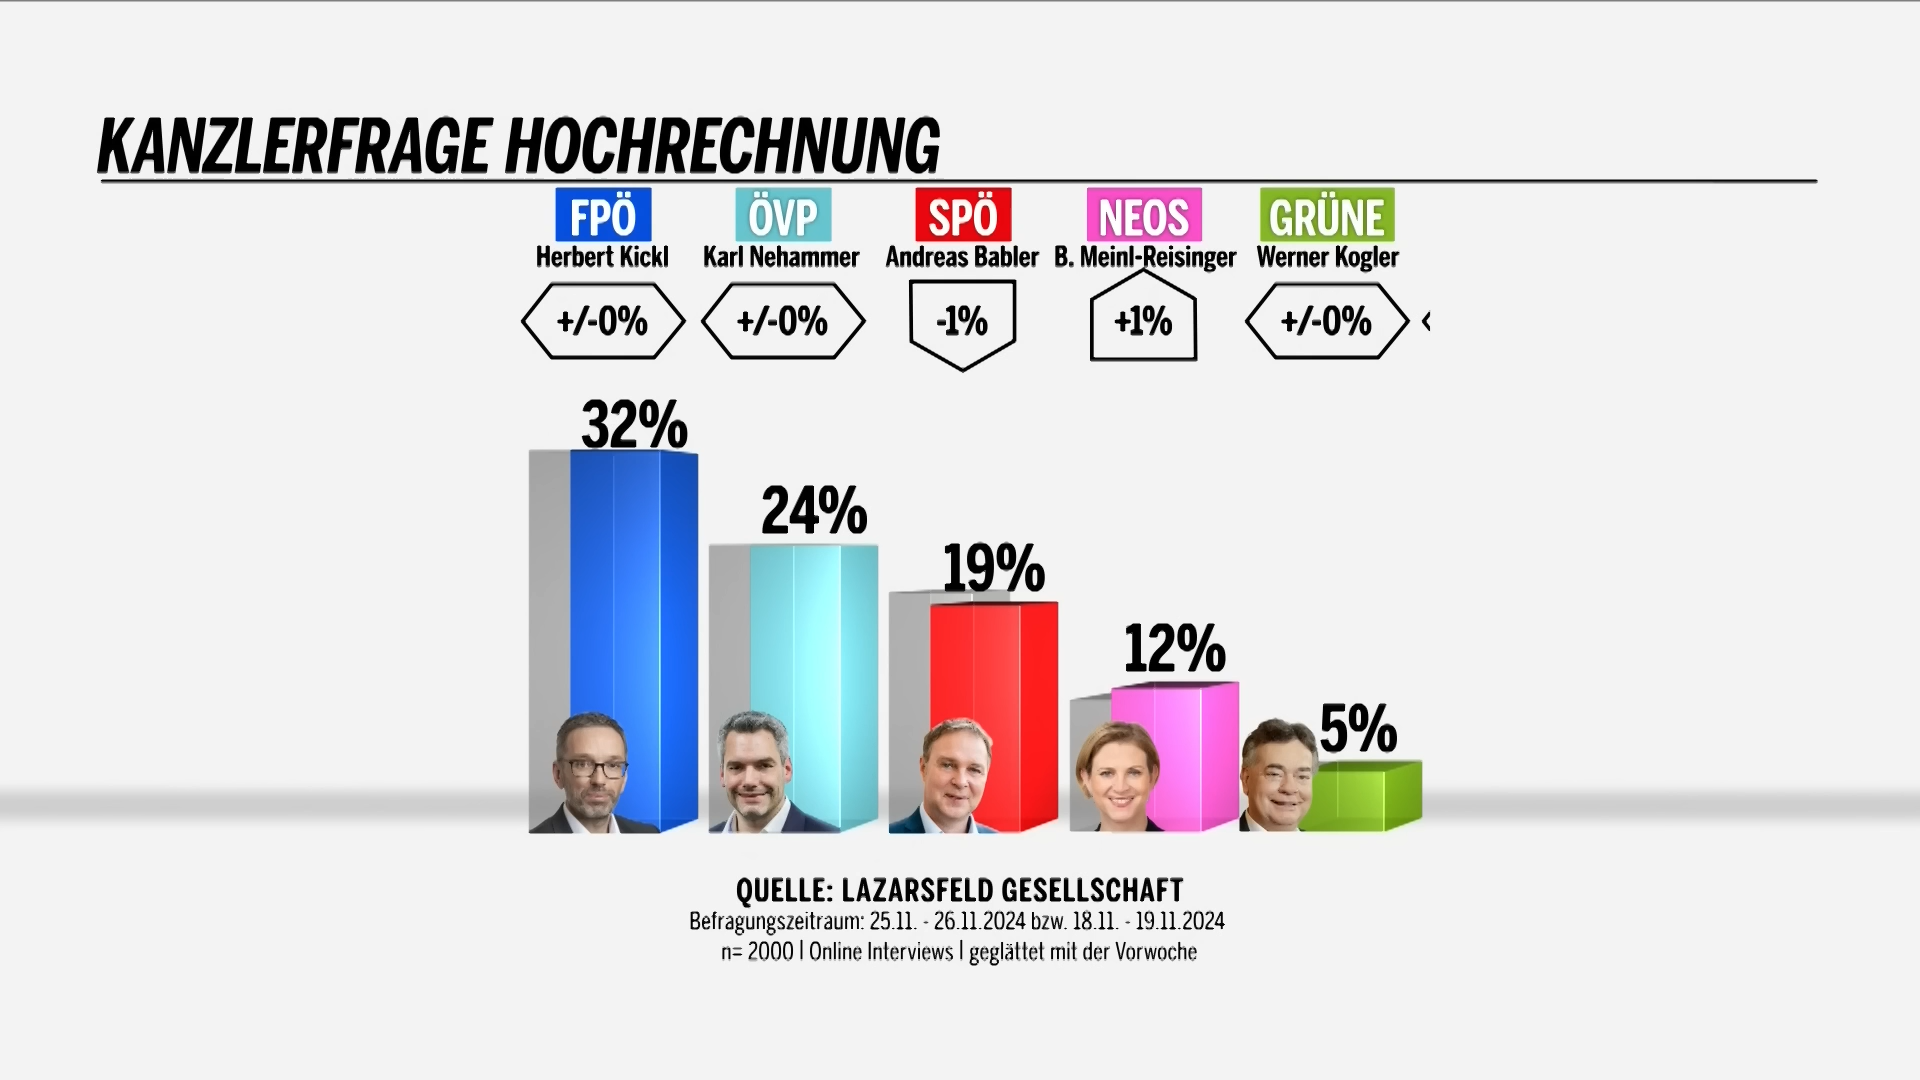 KANZLERFRAGE HOCHRECHNUNG
FPÖ ÖVP SPÖ NEOS GRÜNE
Herbert Kickl Karl Nehammer Andreas Babler B. Meinl-Reisinger Werner Kogler
+/-0% +/-0% -1% +1% +/-0%
32%
24%
19%
12%
5%
QUELLE: LAZARSFELD GESELLSCHAFT
Befragungszeitraum: 25.11. - 26.11.2024 bzw. 18.11. - 19.11.2024
n= 2000 | Online Interviews | geglättet mit der Vorwoche